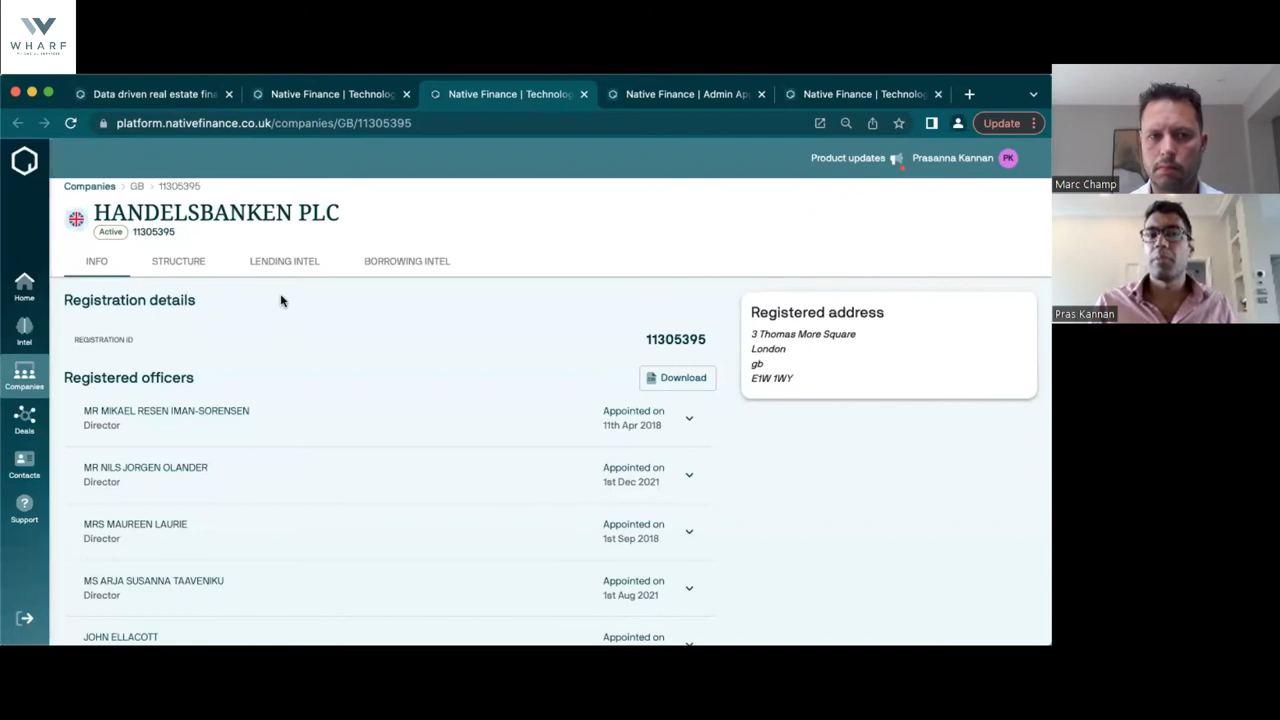 WHARF
Data driven real estate fin
Native Finance | Technolog
Native Finance | Technolog
Native Finance | Admin Ap
Native Finance | Technolog
platform.nativefinance.co.uk/companies/GB/11305395
Update
Product updates
Prasanna Kannan
PK
Companies > GB > 11305395
HANDELSBANKEN PLC
Active
11305395
INFO
STRUCTURE
LENDING INTEL
BORROWING INTEL
Home
Intel
Companies
Deals
Contacts
Support
Registration details
REGISTRATION ID
11305395
Registered officers
Download
MR MIKAEL RESEN IMAN-SORENSEN
Director
Appointed on
11th Apr 2018
MR NILS JORGEN OLANDER
Director
Appointed on
1st Dec 2021
MRS MAUREEN LAURIE
Director
Appointed on
1st Sep 2018
MS ARJA SUSANNA TAAVENIKU
Director
Appointed on
1st Aug 2021
JOHN ELLACOTT
Appointed on
Registered address
3 Thomas More Square
London
gb
E1W 1WY
Marc Champ
Pras Kannan